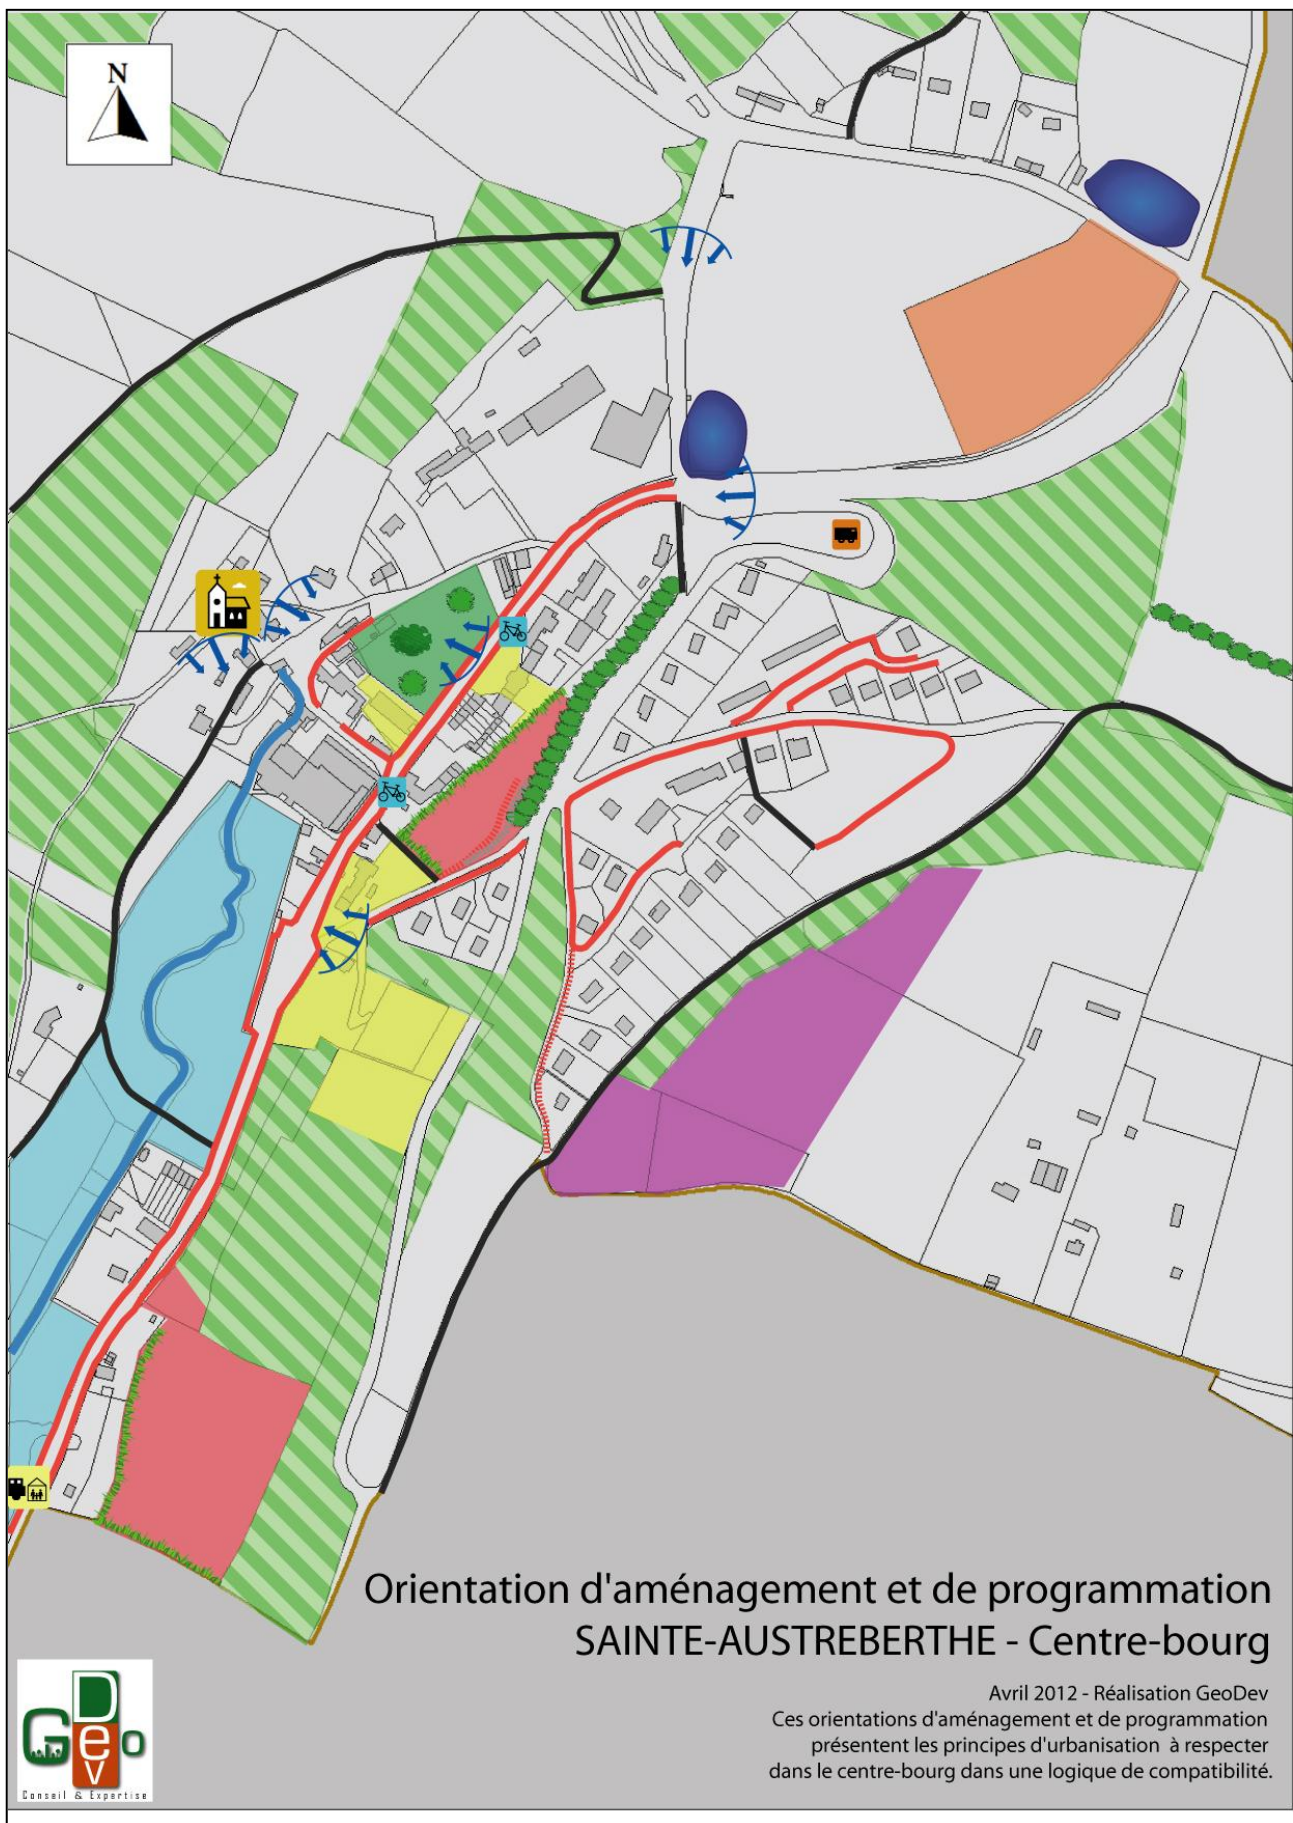 N
Orientation d'aménagement et de programmation
SAINTE-AUSTREBERTHE - Centre-bourg
Avril 2012 - Réalisation GeoDev
Ces orientations d'aménagement et de programmation
présentent les principes d'urbanisation à respecter
dans le centre-bourg dans une logique de compatibilité.
GeoDev
Conseil & Expertise